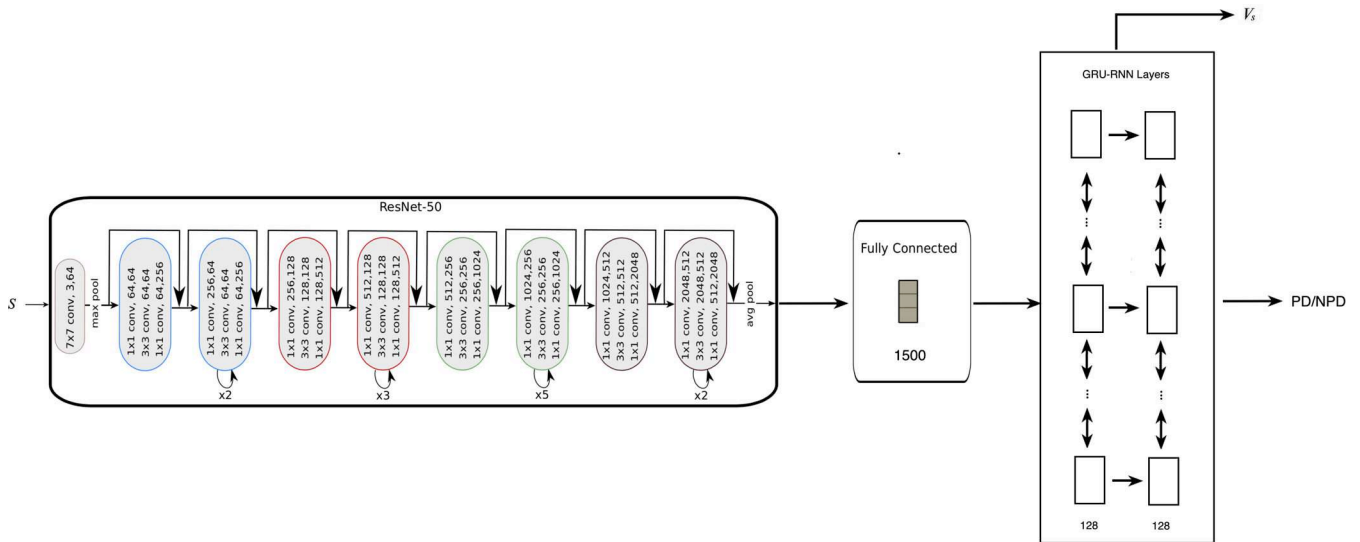 Vs
GRU-RNN Layers
ResNet-50
S
7x7 conv, 3,64
max pool
1x1 conv, 64,64
3x3 conv, 64,64
1x1 conv, 64,256
1x1 conv, 256,64
3x3 conv, 64,64
1x1 conv, 64,256
x2
1x1 conv, 256,128
3x3 conv, 128,128
1x1 conv, 128,512
1x1 conv, 512,128
3x3 conv, 128,128
1x1 conv, 128,512
x3
1x1 conv, 512,256
3x3 conv, 256,256
1x1 conv, 256,1024
1x1 conv, 1024,256
3x3 conv, 256,256
1x1 conv, 256,1024
x5
1x1 conv, 1024,512
3x3 conv, 512,512
1x1 conv, 512,2048
1x1 conv, 2048,512
3x3 conv, 2048,512
1x1 conv, 512,2048
x2
avg pool
Fully Connected
1500
...
...
...
...
128
128
PD/NPD